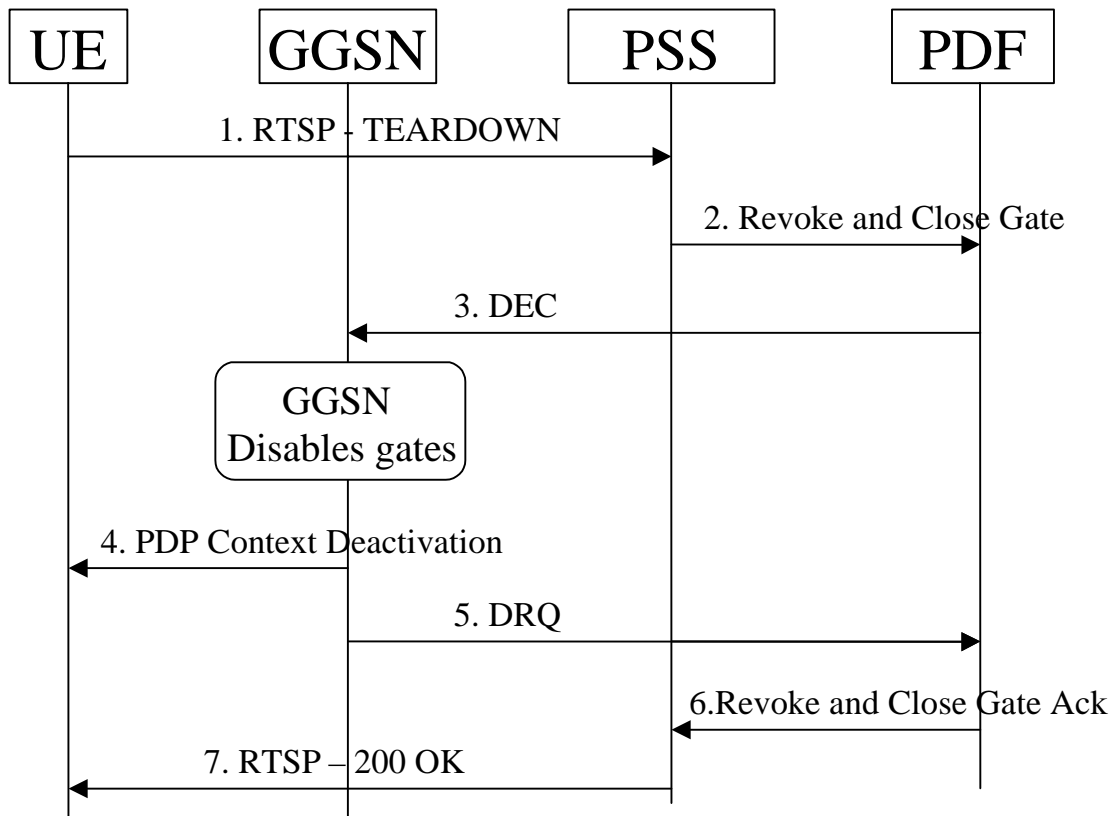 UE
GGSN
PSS
PDF
1. RTSP - TEARDOWN
2. Revoke and Close Gate
3. DEC
GGSN
Disables gates
4. PDP Context Deactivation
5. DRQ
6.Revoke and Close Gate Ack
7. RTSP – 200 OK